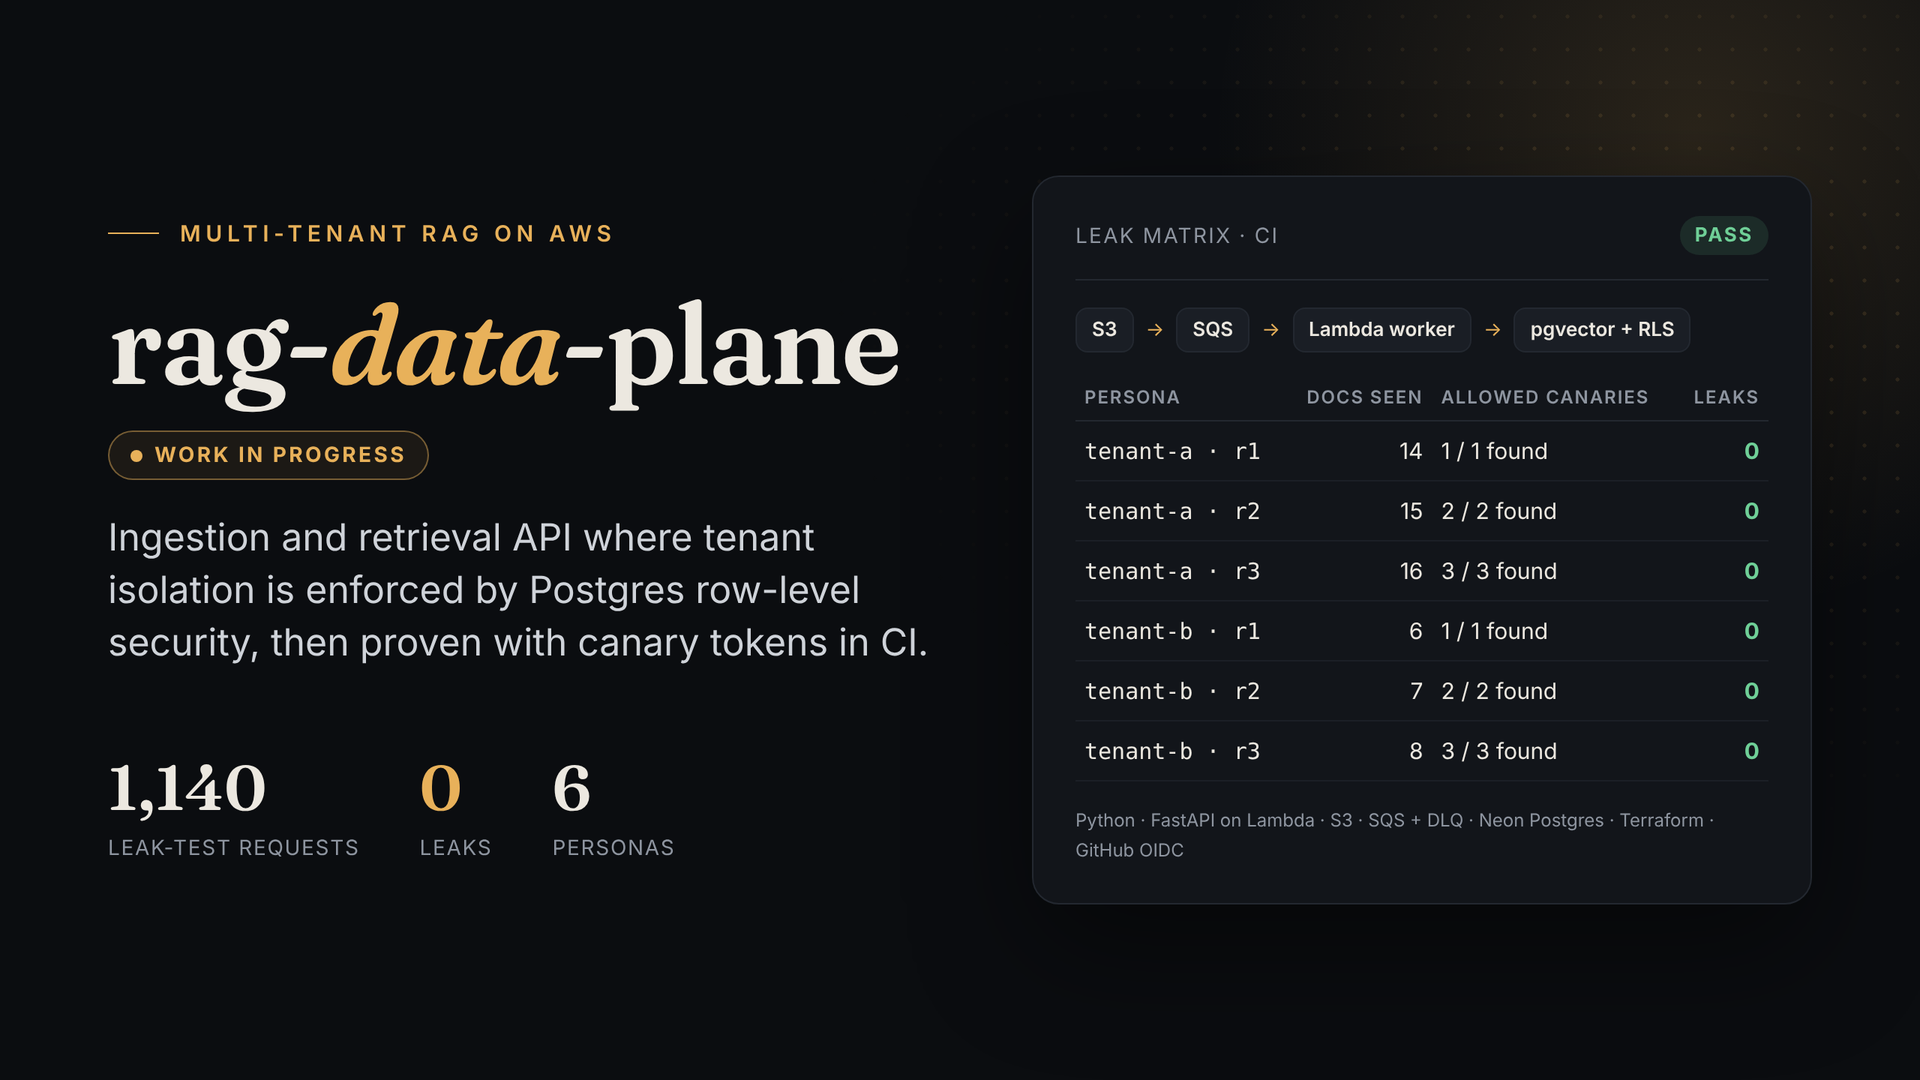 MULTI-TENANT RAG ON AWS
rag-data-plane
WORK IN PROGRESS
Ingestion and retrieval API where tenant
isolation is enforced by Postgres row-level
security, then proven with canary tokens in CI.
1,140 0 6
LEAK-TEST REQUESTS LEAKS PERSONAS
LEAK MATRIX · CI PASS
S3 → SQS → Lambda worker → pgvector + RLS
PERSONA DOCS SEEN ALLOWED CANARIES LEAKS
tenant-a · r1 14 1 / 1 found 0
tenant-a · r2 15 2 / 2 found 0
tenant-a · r3 16 3 / 3 found 0
tenant-b · r1 6 1 / 1 found 0
tenant-b · r2 7 2 / 2 found 0
tenant-b · r3 8 3 / 3 found 0
Python · FastAPI on Lambda · S3 · SQS + DLQ · Neon Postgres · Terraform ·
GitHub OIDC